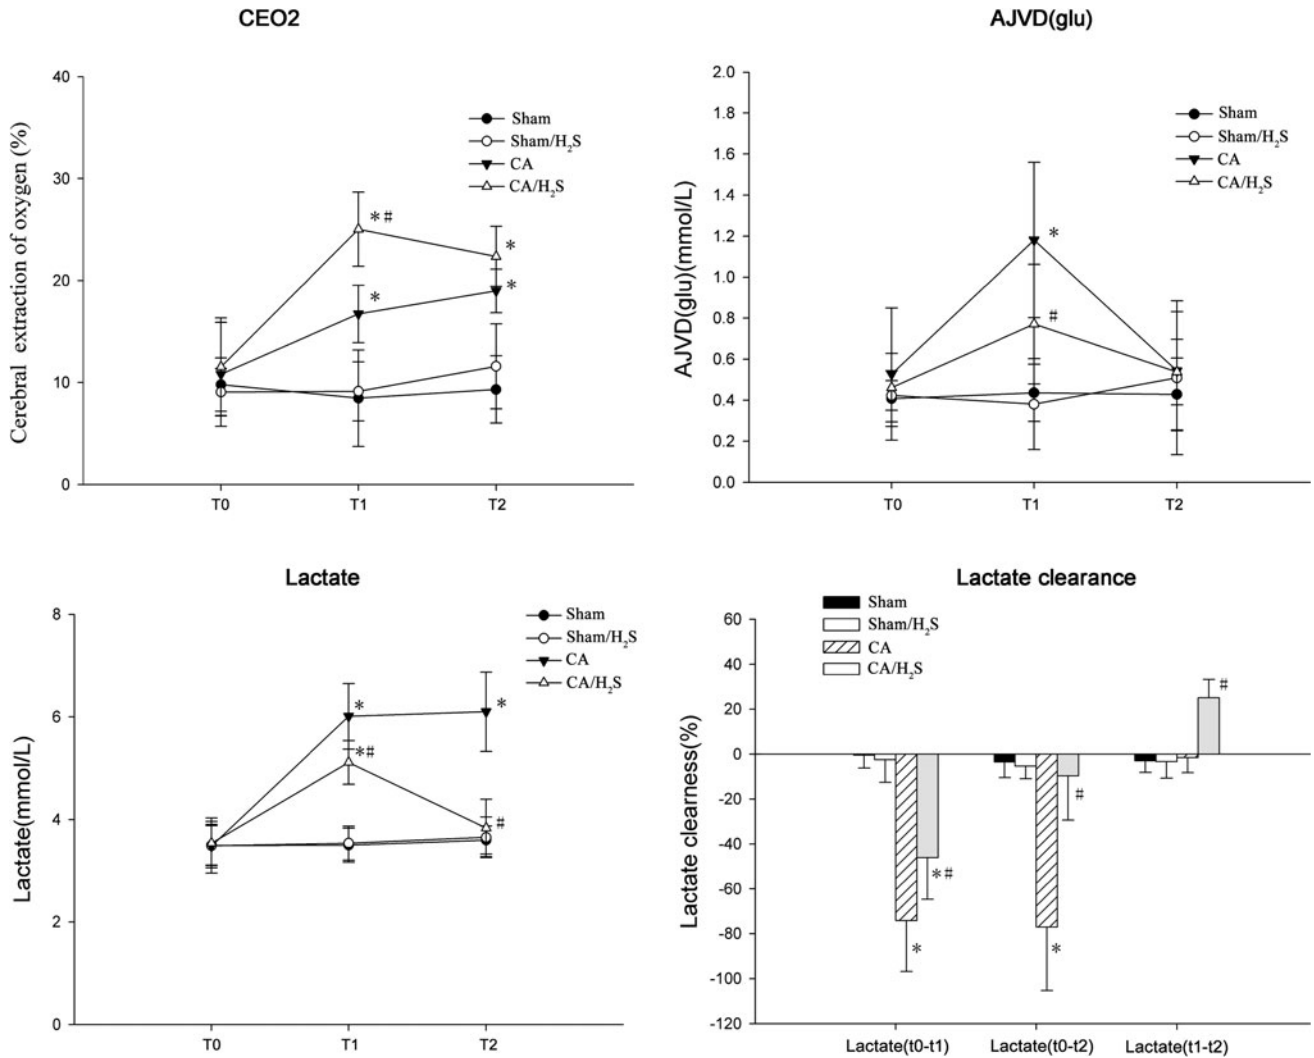 CEO2
Cerebral extraction of oxygen (%)
40
30
20
10
0
Sham
Sham/H₂S
CA
CA/H₂S
*#
*
*
*
T0 T1 T2
AJVD(glu)
AJVD(glu)(mmol/L)
2.0
1.8
1.6
1.4
1.2
1.0
0.8
0.6
0.4
0.2
0.0
Sham
Sham/H₂S
CA
CA/H₂S
*
#
T0 T1 T2
Lactate
Lactate(mmol/L)
8
6
4
2
0
Sham
Sham/H₂S
CA
CA/H₂S
*
*
*#
#
T0 T1 T2
Lactate clearance
Lactate clearness(%)
60
40
20
0
-20
-40
-60
-80
-100
-120
Sham
Sham/H₂S
CA
CA/H₂S
#
#
*#
*
*
Lactate(t0-t1) Lactate(t0-t2) Lactate(t1-t2)